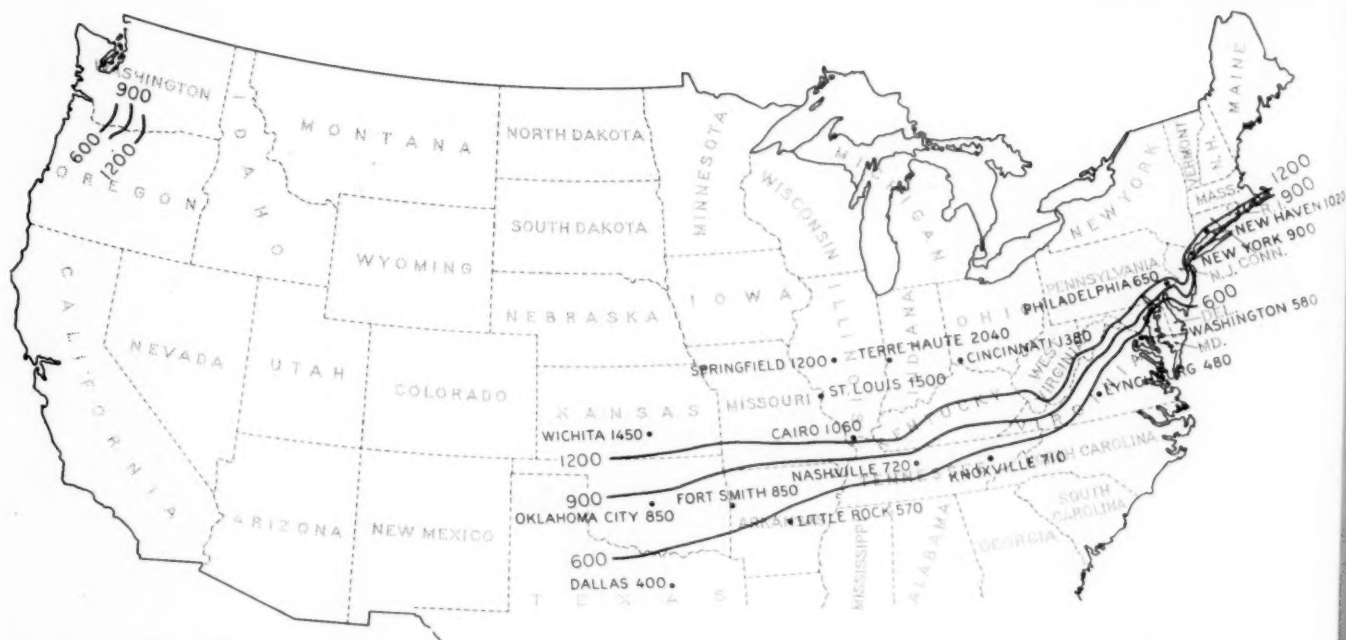 WASHINGTON
900
600
1200
OREGON
IDAHO
MONTANA
NORTH DAKOTA
SOUTH DAKOTA
WYOMING
NEBRASKA
MINNESOTA
WISCONSIN
MICHIGAN
IOWA
ILLINOIS
INDIANA
OHIO
NEW YORK
VERMONT
N.H.
MAINE
MASS.
1200
900
R.I.
NEW HAVEN 1020
NEW YORK 900
N.J. CONN.
PENNSYLVANIA
PHILADELPHIA 650
600
DEL.
WASHINGTON 580
MD.
WEST VIRGINIA
VIRGINIA
LYNCHBURG 480
CALIFORNIA
NEVADA
UTAH
COLORADO
KANSAS
MISSOURI
SPRINGFIELD 1200
TERRE HAUTE 2040
CINCINNATI 1380
ST. LOUIS 1500
KENTUCKY
WICHITA 1450
CAIRO 1060
1200
NASHVILLE 720
TENNESSEE
KNOXVILLE 710
NORTH CAROLINA
SOUTH CAROLINA
900
FORT SMITH 850
OKLAHOMA CITY 850
ARKANSAS
LITTLE ROCK 570
ARIZONA
NEW MEXICO
600
DALLAS 400
TEXAS
MISSISSIPPI
ALABAMA
GEORGIA